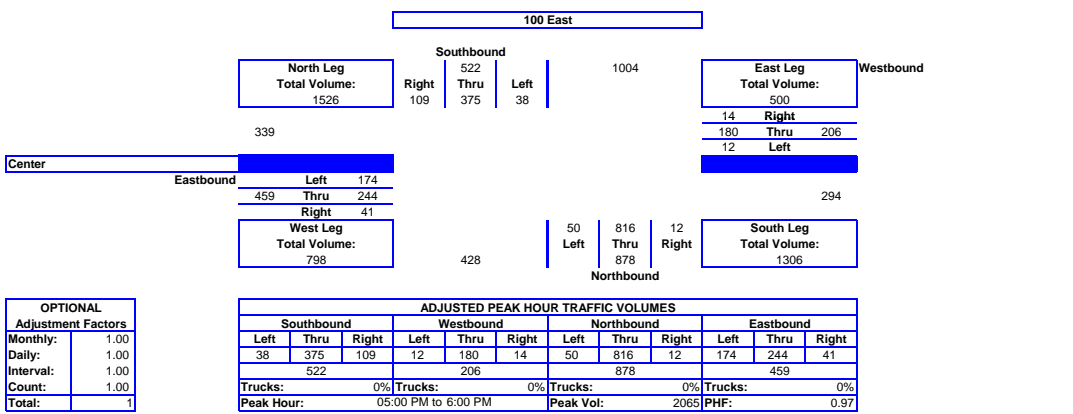 100 East
Southbound
North Leg 522 1004 East Leg Westbound
Total Volume: Right Thru Left Total Volume:
1526 109 375 38 500
14 Right
339 180 Thru 206
12 Left
Center
Eastbound Left 174
459 Thru 244 294
Right 41
West Leg 50 816 12 South Leg
Total Volume: Left Thru Right Total Volume:
798 428 878 1306
Northbound
OPTIONAL ADJUSTED PEAK HOUR TRAFFIC VOLUMES
Adjustment Factors Southbound Westbound Northbound Eastbound
Monthly: 1.00 Left Thru Right Left Thru Right Left Thru Right Left Thru Right
Daily: 1.00 38 375 109 12 180 14 50 816 12 174 244 41
Interval: 1.00 522 206 878 459
Count: 1.00 Trucks: 0% Trucks: 0% Trucks: 0% Trucks: 0%
Total: 1 Peak Hour: 05:00 PM to 6:00 PM Peak Vol: 2065 PHF: 0.97